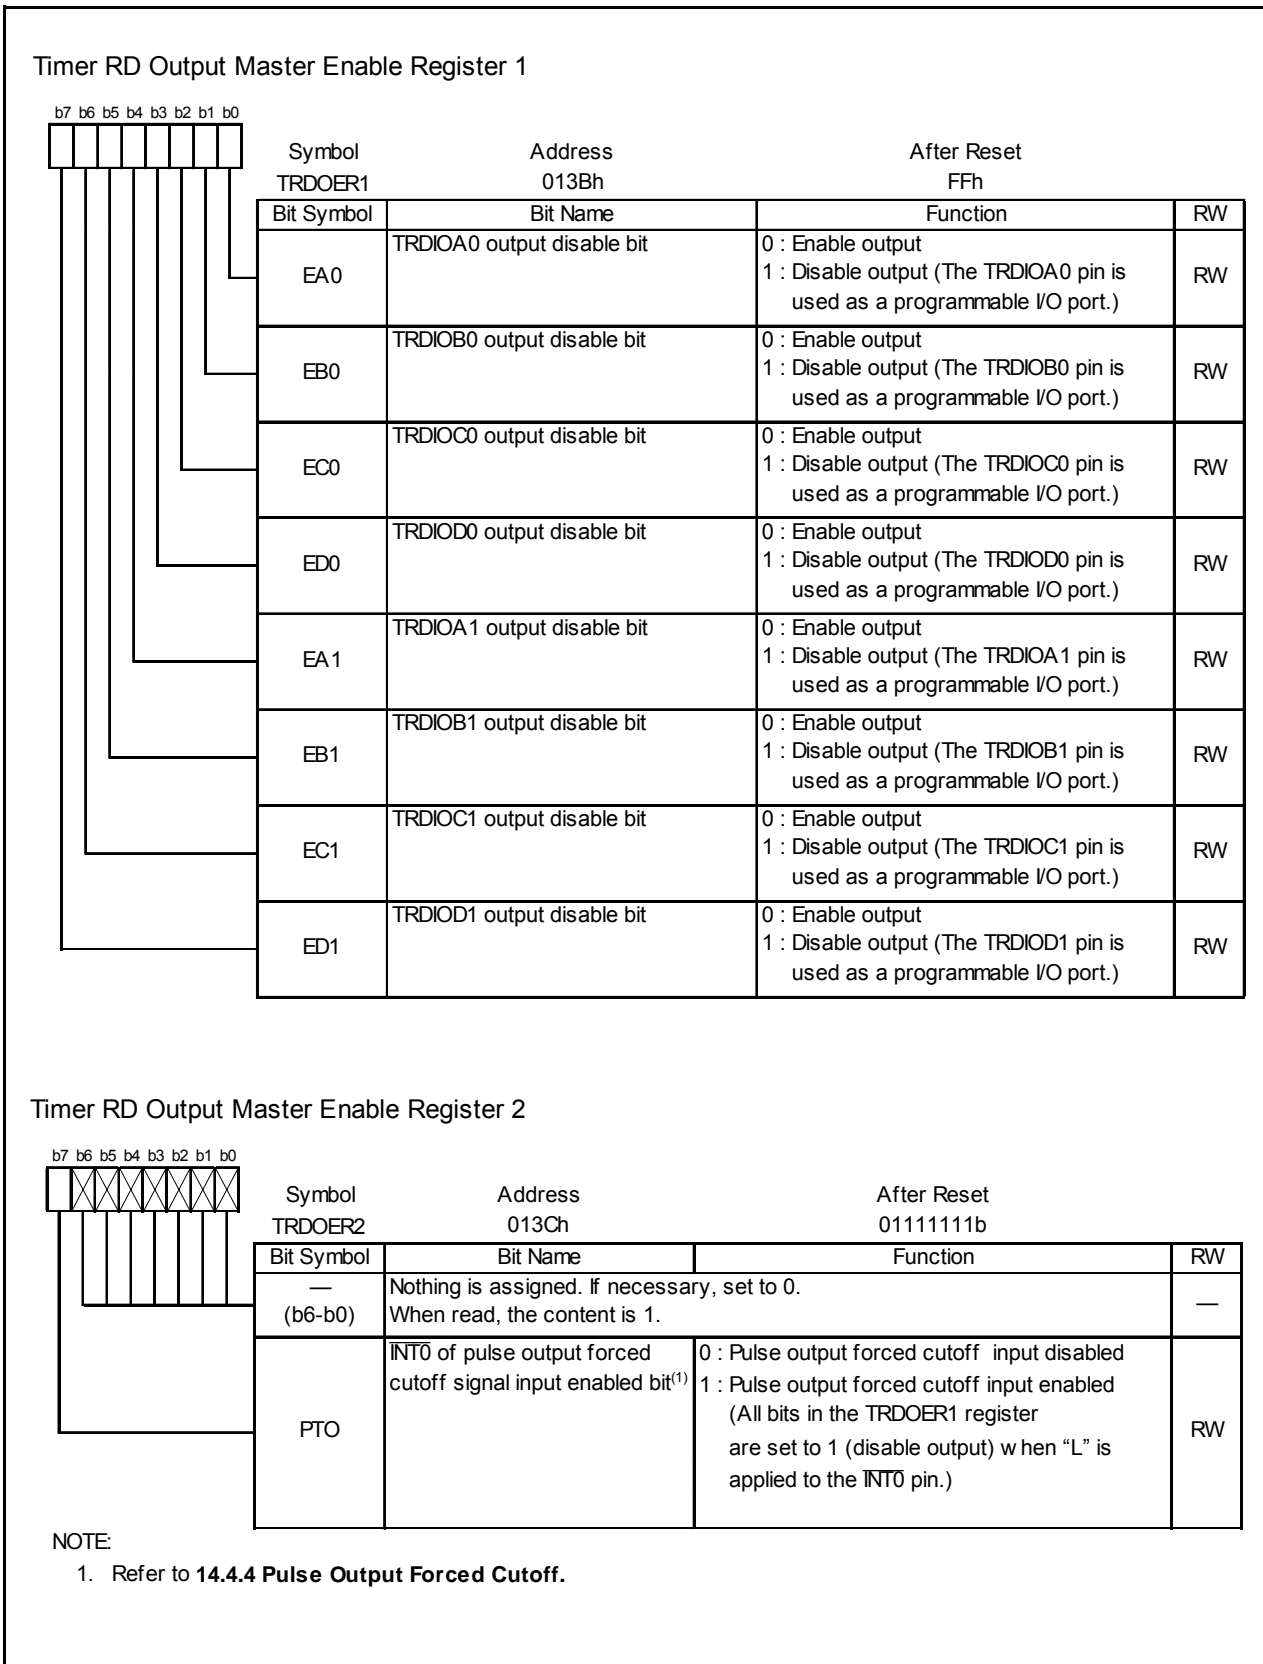 Timer RD Output Master Enable Register 1
b7 b6 b5 b4 b3 b2 b1 b0
Symbol Address After Reset
TRDOER1 013Bh FFh
Bit Symbol Bit Name Function RW
EA0 TRDIOA0 output disable bit 0 : Enable output
1 : Disable output (The TRDIOA0 pin is
used as a programmable I/O port.) RW
EB0 TRDIOB0 output disable bit 0 : Enable output
1 : Disable output (The TRDIOB0 pin is
used as a programmable I/O port.) RW
EC0 TRDIOC0 output disable bit 0 : Enable output
1 : Disable output (The TRDIOC0 pin is
used as a programmable I/O port.) RW
ED0 TRDIOD0 output disable bit 0 : Enable output
1 : Disable output (The TRDIOD0 pin is
used as a programmable I/O port.) RW
EA1 TRDIOA1 output disable bit 0 : Enable output
1 : Disable output (The TRDIOA1 pin is
used as a programmable I/O port.) RW
EB1 TRDIOB1 output disable bit 0 : Enable output
1 : Disable output (The TRDIOB1 pin is
used as a programmable I/O port.) RW
EC1 TRDIOC1 output disable bit 0 : Enable output
1 : Disable output (The TRDIOC1 pin is
used as a programmable I/O port.) RW
ED1 TRDIOD1 output disable bit 0 : Enable output
1 : Disable output (The TRDIOD1 pin is
used as a programmable I/O port.) RW
Timer RD Output Master Enable Register 2
b7 b6 b5 b4 b3 b2 b1 b0
Symbol Address After Reset
TRDOER2 013Ch 01111111b
Bit Symbol Bit Name Function RW
—
(b6-b0)
Nothing is assigned. If necessary, set to 0.
When read, the content is 1.
—
PTO
INT0 of pulse output forced
cutoff signal input enabled bit(1)
0 : Pulse output forced cutoff input disabled
1 : Pulse output forced cutoff input enabled
(All bits in the TRDOER1 register
are set to 1 (disable output) when “L” is
applied to the INT0 pin.)
RW
NOTE:
1. Refer to 14.4.4 Pulse Output Forced Cutoff.